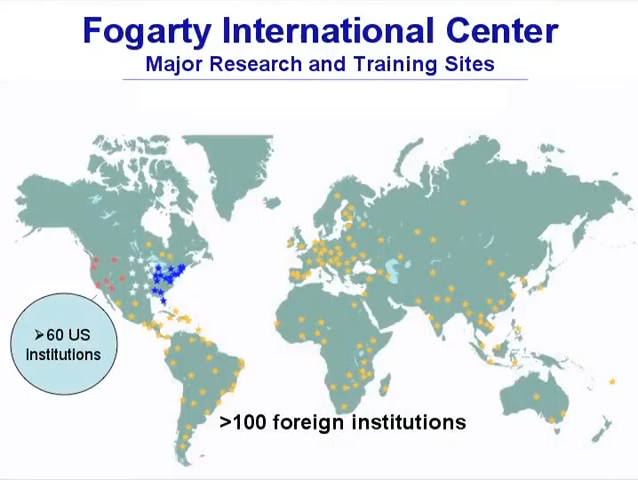 Fogarty International Center
Major Research and Training Sites
➢60 US
institutions
>100 foreign institutions